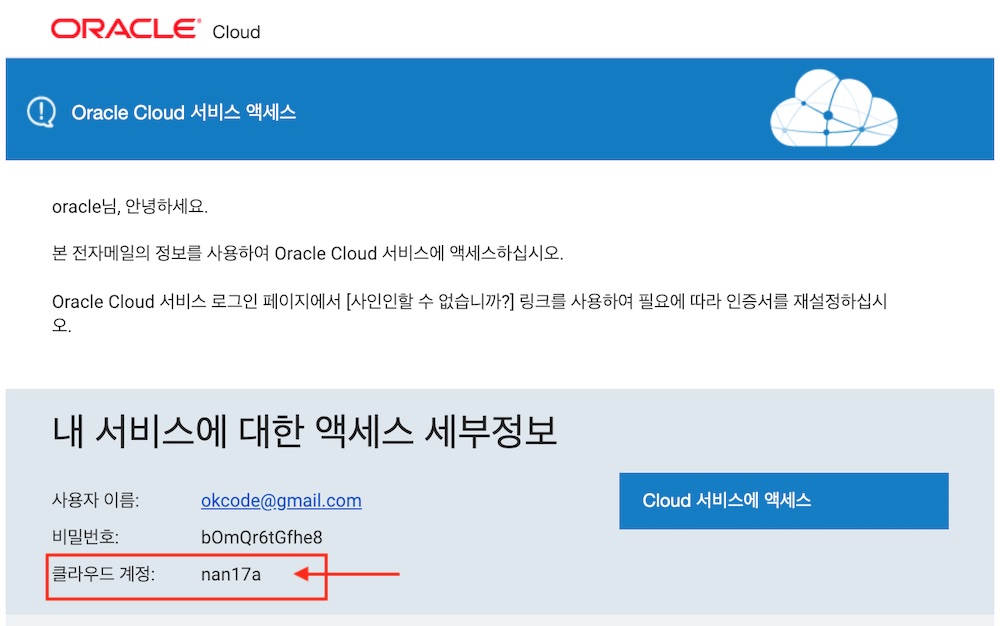 ORACLE® Cloud
Oracle Cloud 서비스 액세스
oracle님, 안녕하세요.
본 전자메일의 정보를 사용하여 Oracle Cloud 서비스에 액세스하십시오.
Oracle Cloud 서비스 로그인 페이지에서 [사인인할 수 없습니까?] 링크를 사용하여 필요에 따라 인증서를 재설정하십시
오.
내 서비스에 대한 액세스 세부정보
사용자 이름: okcode@gmail.com
비밀번호: bOmQr6tGfhe8
클라우드 계정: nan17a
Cloud 서비스에 액세스